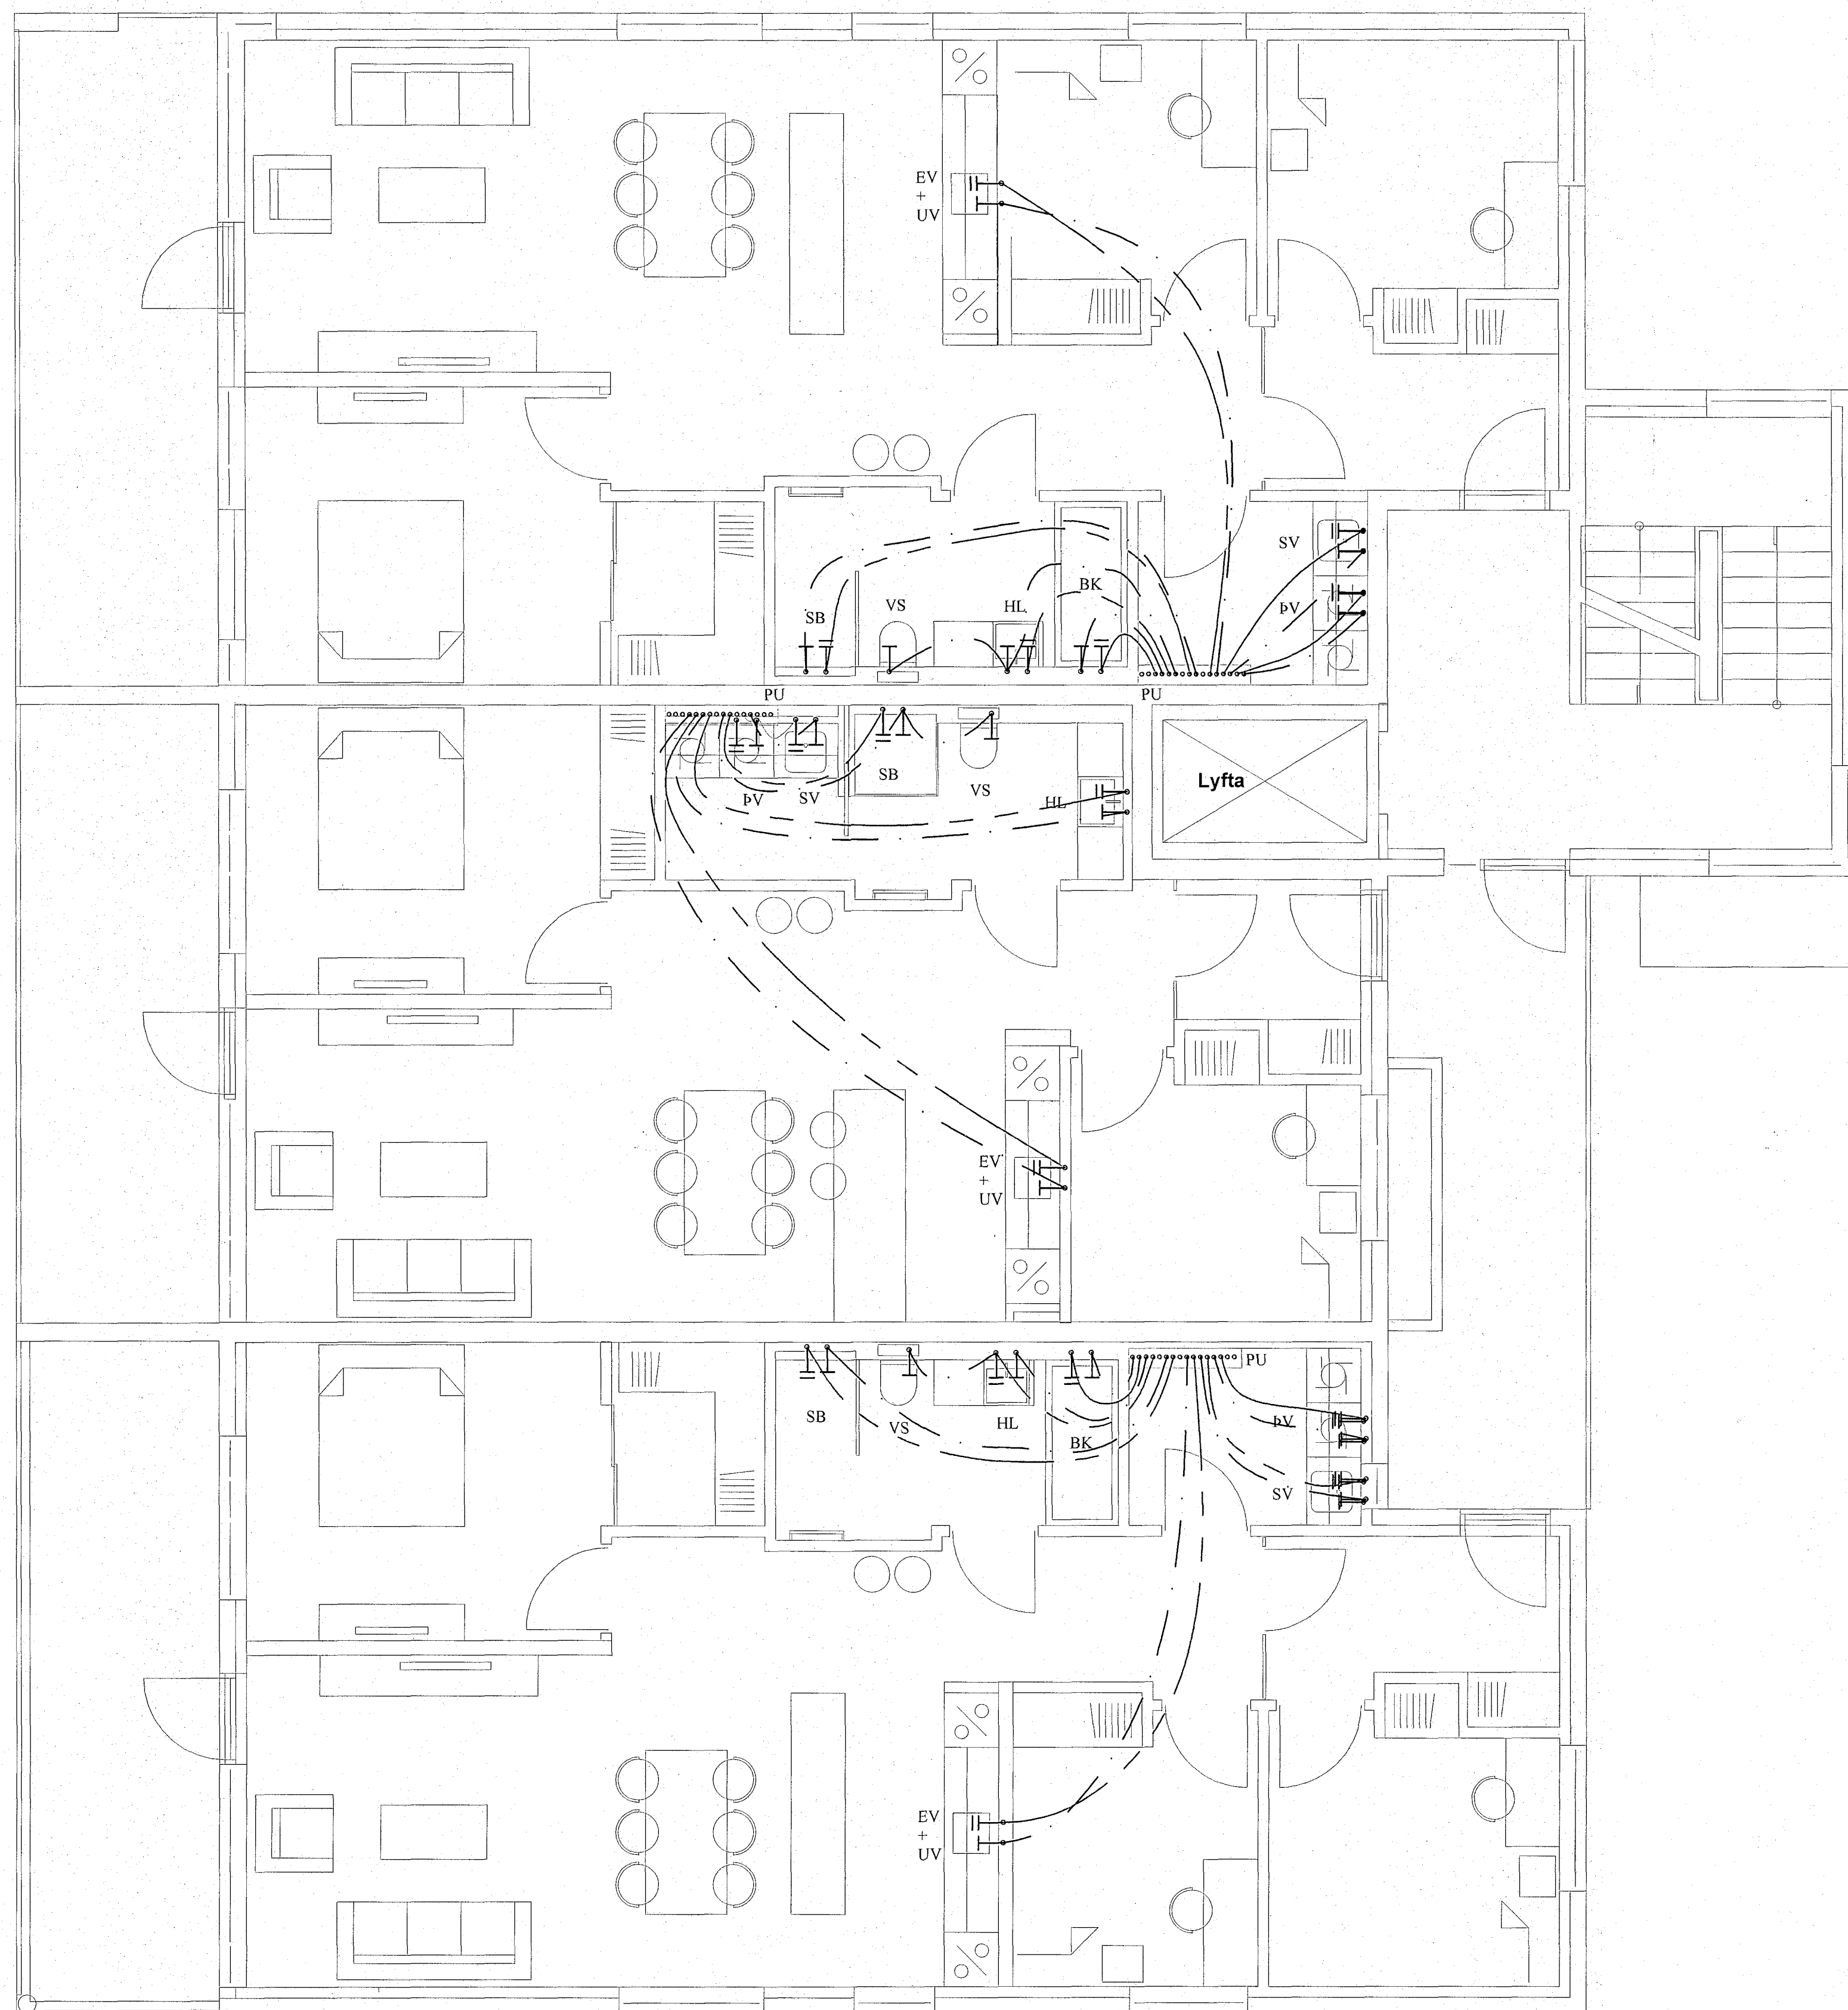 EV
+
UV
SV
BK
ÞV
HL
VS
SB
PU
PU
SB
Lyfta
VS
ÞV
SV
HL
EV
+
UV
PU
SB
VS
HL
ÞV
BK
SV
EV
+
UV